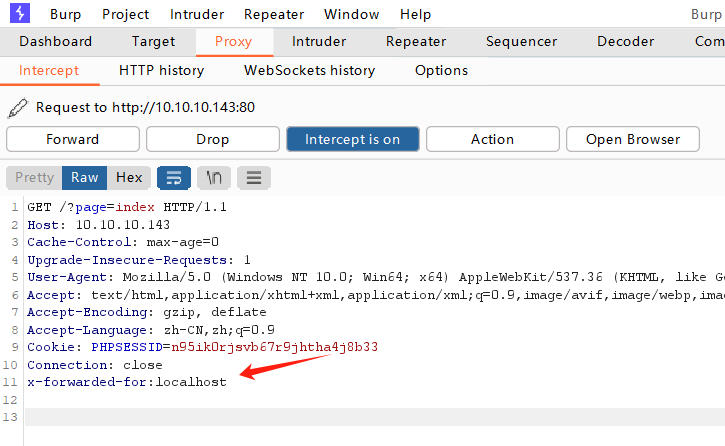 Burp Project Intruder Repeater Window Help Burp
Dashboard Target Proxy Intruder Repeater Sequencer Decoder Com
Intercept HTTP history WebSockets history Options
Request to http://10.10.10.143:80
Forward Drop Intercept is on Action Open Browser
Pretty Raw Hex \n
1 GET /?page=index HTTP/1.1
2 Host: 10.10.10.143
3 Cache-Control: max-age=0
4 Upgrade-Insecure-Requests: 1
5 User-Agent: Mozilla/5.0 (Windows NT 10.0; Win64; x64) AppleWebKit/537.36 (KHTML, like Ge
6 Accept: text/html,application/xhtml+xml,application/xml;q=0.9,image/avif,image/webp,ima
7 Accept-Encoding: gzip, deflate
8 Accept-Language: zh-CN,zh;q=0.9
9 Cookie: PHPSESSID=n95ik0rjsvb67r9jhtha4j8b33
10 Connection: close
11 x-forwarded-for:localhost
12
13